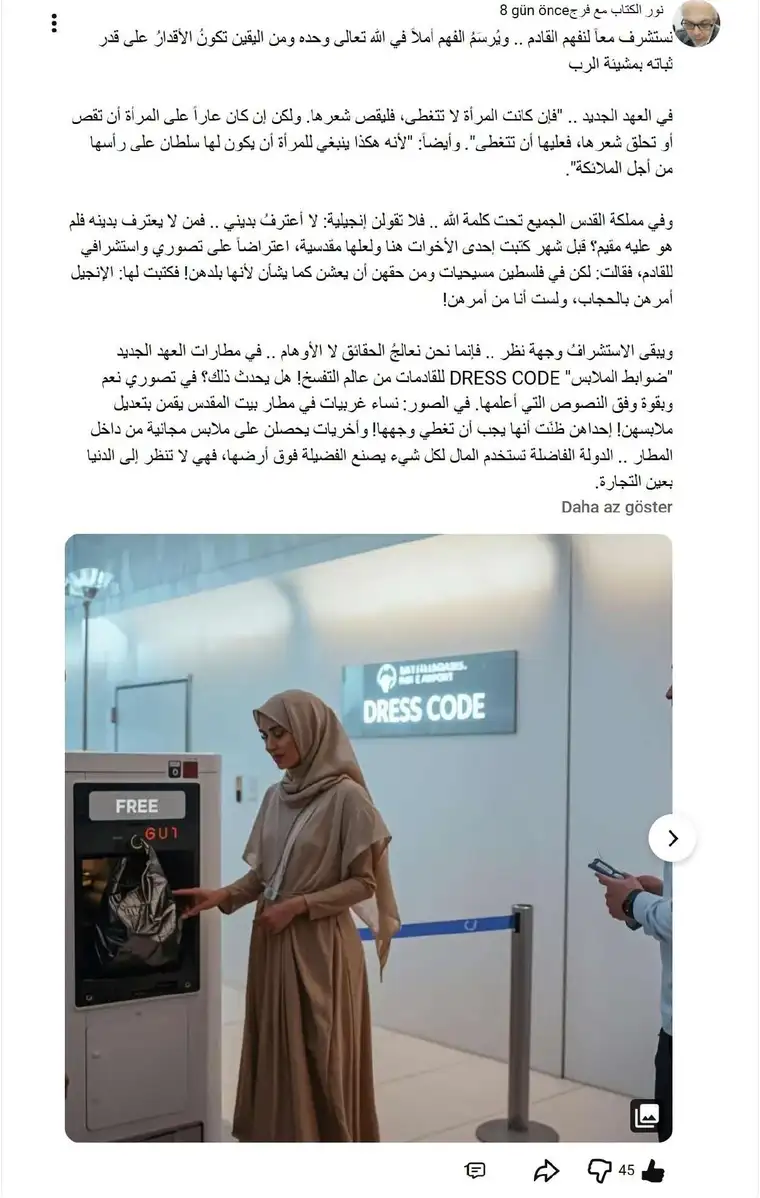 نور الكتاب مع فرج8 gün önce
نستشرف معاً لنفهم القادم .. ويُرسَمُ الفهم أملاً في الله تعالى وحده ومن اليقين تكونُ الأقدارُ على قدر
ثباته بمشيئة الرب
في العهد الجديد .. "فإن كانت المرأة لا تتغطى، فليقص شعرها. ولكن إن كان عاراً على المرأة أن تقص
أو تحلق شعرها، فعليها أن تتغطى". وأيضاً: "لأنه هكذا ينبغي للمرأة أن يكون لها سلطان على رأسها
من أجل الملائكة".
وفي مملكة القدس الجميع تحت كلمة الله .. فلا تقولن إنجيلية: لا أعترفُ بديني .. فمن لا يعترف بدينه فلم
هو عليه مقيم؟ قبل شهر كتبت إحدى الأخوات هنا ولعلها مقدسية، اعتراضاً على تصوري واستشرافي
للقادم، فقالت: لكن في فلسطين مسيحيات ومن حقهن أن يعشن كما يشأن لأنها بلدهن! فكتبت لها: الإنجيل
أمرهن بالحجاب، ولست أنا من أمرهن!
ويبقى الاستشرافُ وجهة نظر .. فإنما نحن نعالجُ الحقائق لا الأوهام .. في مطارات العهد الجديد
"ضوابط الملابس" DRESS CODE للقادمات من عالم التفسخ! هل يحدث ذلك؟ في تصوري نعم
وبقوة وفق النصوص التي أعلمها. في الصور: نساء غربيات في مطار بيت المقدس يقمن بتعديل
ملابسهن! إحداهن ظنّت أنها يجب أن تغطي وجهها! وأخريات يحصلن على ملابس مجانية من داخل
المطار .. الدولة الفاضلة تستخدم المال لكل شيء يصنع الفضيلة فوق أرضها، فهي لا تنظر إلى الدنيا
بعين التجارة.
Daha az göster
DRESS CODE
FREE
GU1
45